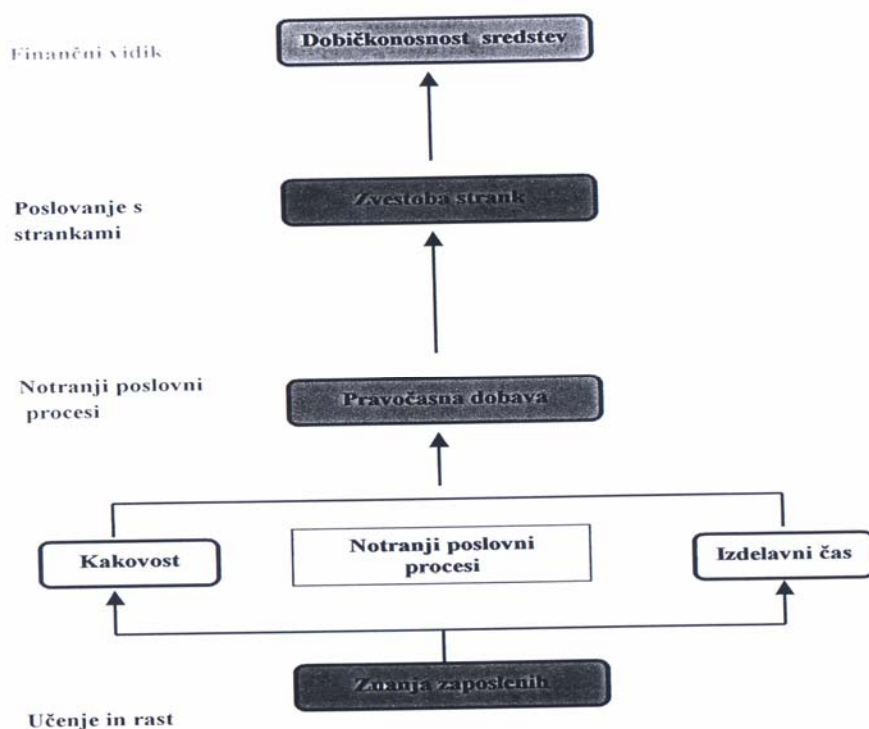 Dobičkonosnost sredstev
Finančni vidik
Zvestoba strank
Poslovanje s
strankami
Notranji poslovni
procesi
Pravočasna dobava
Kakovost
Notranji poslovni
procesi
Izdelavni čas
Znanja zaposlenih
Učenje in rast